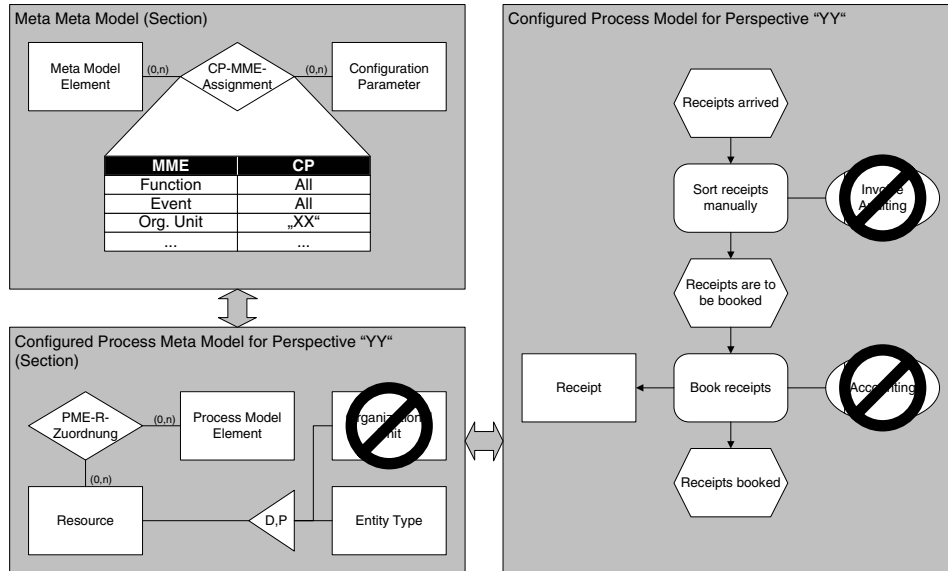 Meta Meta Model (Section)
Meta Model
Element
(0,n)
CP-MME-
Assignment
(0,n)
Configuration
Parameter
MME CP
Function All
Event All
Org. Unit „XX“
... ...
Configured Process Meta Model for Perspective “YY“
(Section)
PME-R-
Zuordnung
(0,n)
Process Model
Element
(0,n)
Resource
D,P
Entity Type
Configured Process Model for Perspective “YY“
Receipts arrived
Sort receipts
manually
Auditing
Receipts are to
be booked
Receipt
Book receipts
Accounting
Receipts booked